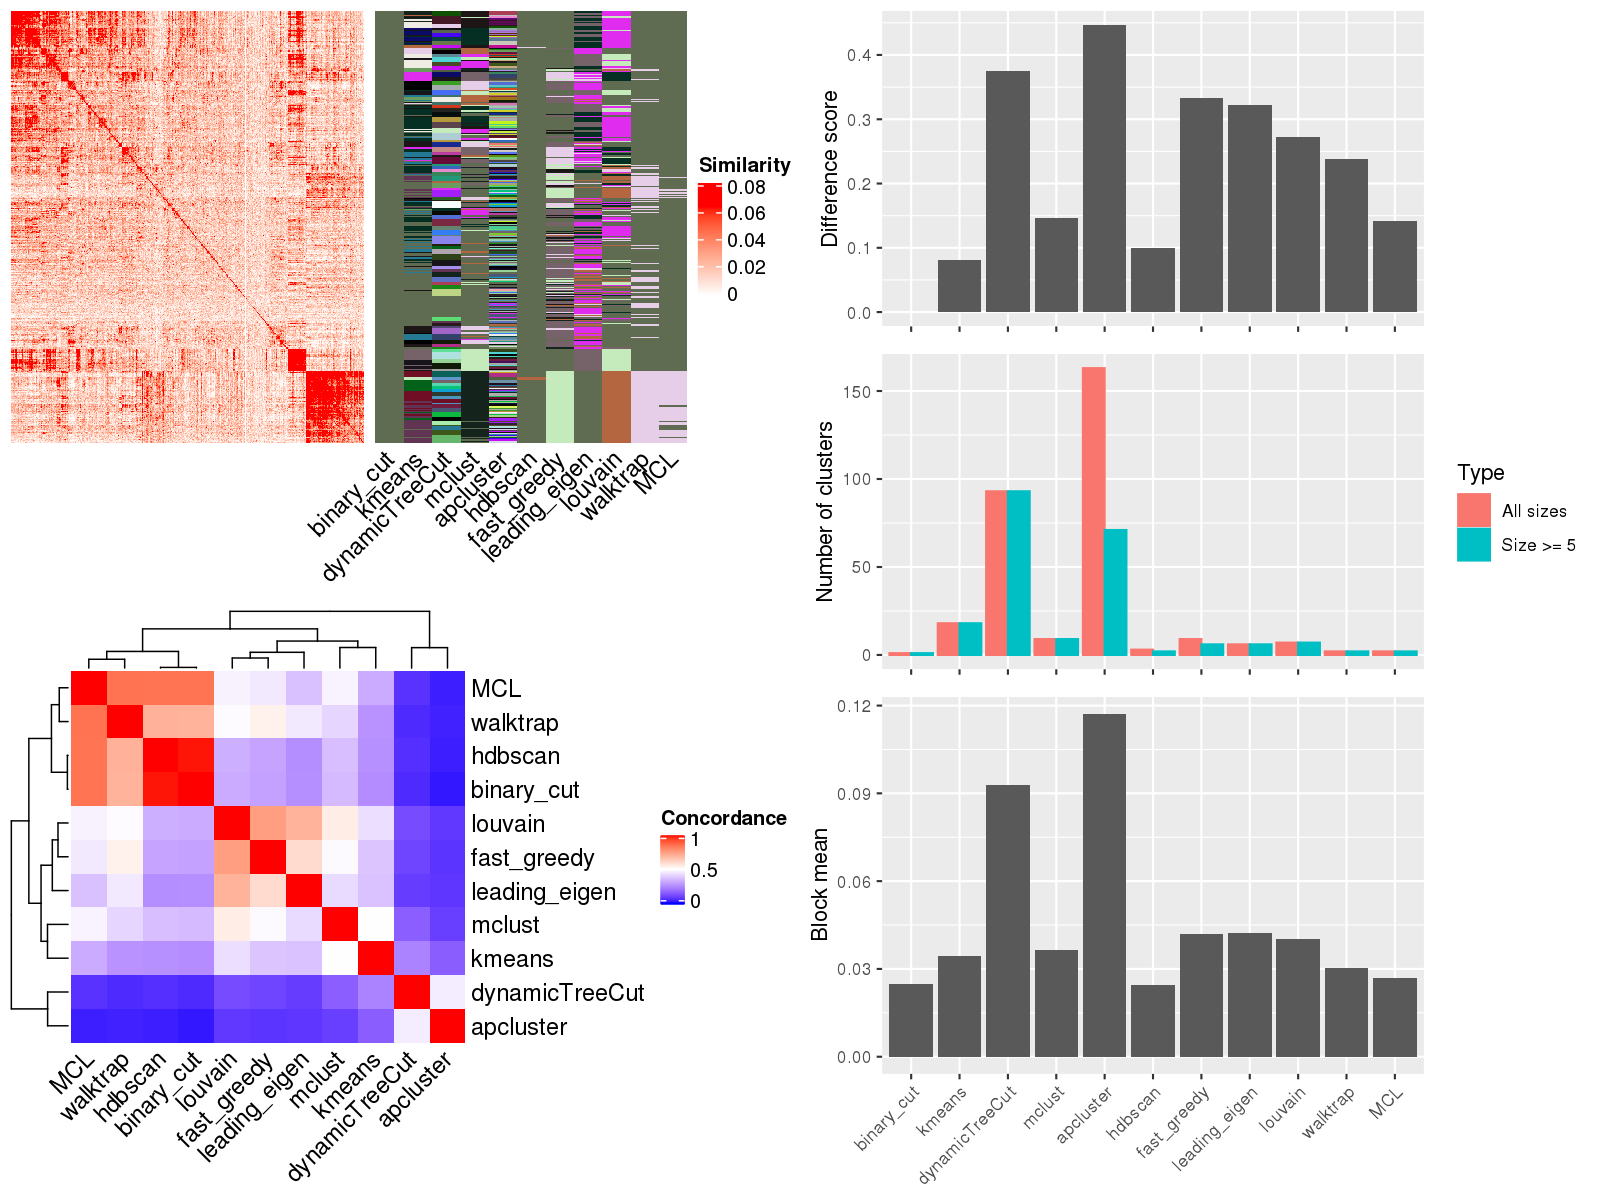 Similarity
0.08
0.06
0.04
0.02
0
binary_cut
kmeans
dynamicTreeCut
mclust
apcluster
hdbscan
fast_greedy
leading_eigen
louvain
walktrap
MCL
MCL
walktrap
hdbscan
binary_cut
louvain
fast_greedy
leading_eigen
mclust
kmeans
dynamicTreeCut
apcluster
MCL
walktrap
hdbscan
binary_cut
louvain
fast_greedy
leading_eigen
mclust
kmeans
dynamicTreeCut
apcluster
Concordance
1
0.5
0
Difference score
0.4
0.3
0.2
0.1
0.0
Number of clusters
150
100
50
0
Type
All sizes
Size >= 5
Block mean
0.12
0.09
0.06
0.03
0.00
binary_cut
kmeans
dynamicTreeCut
mclust
apcluster
hdbscan
fast_greedy
leading_eigen
louvain
walktrap
MCL